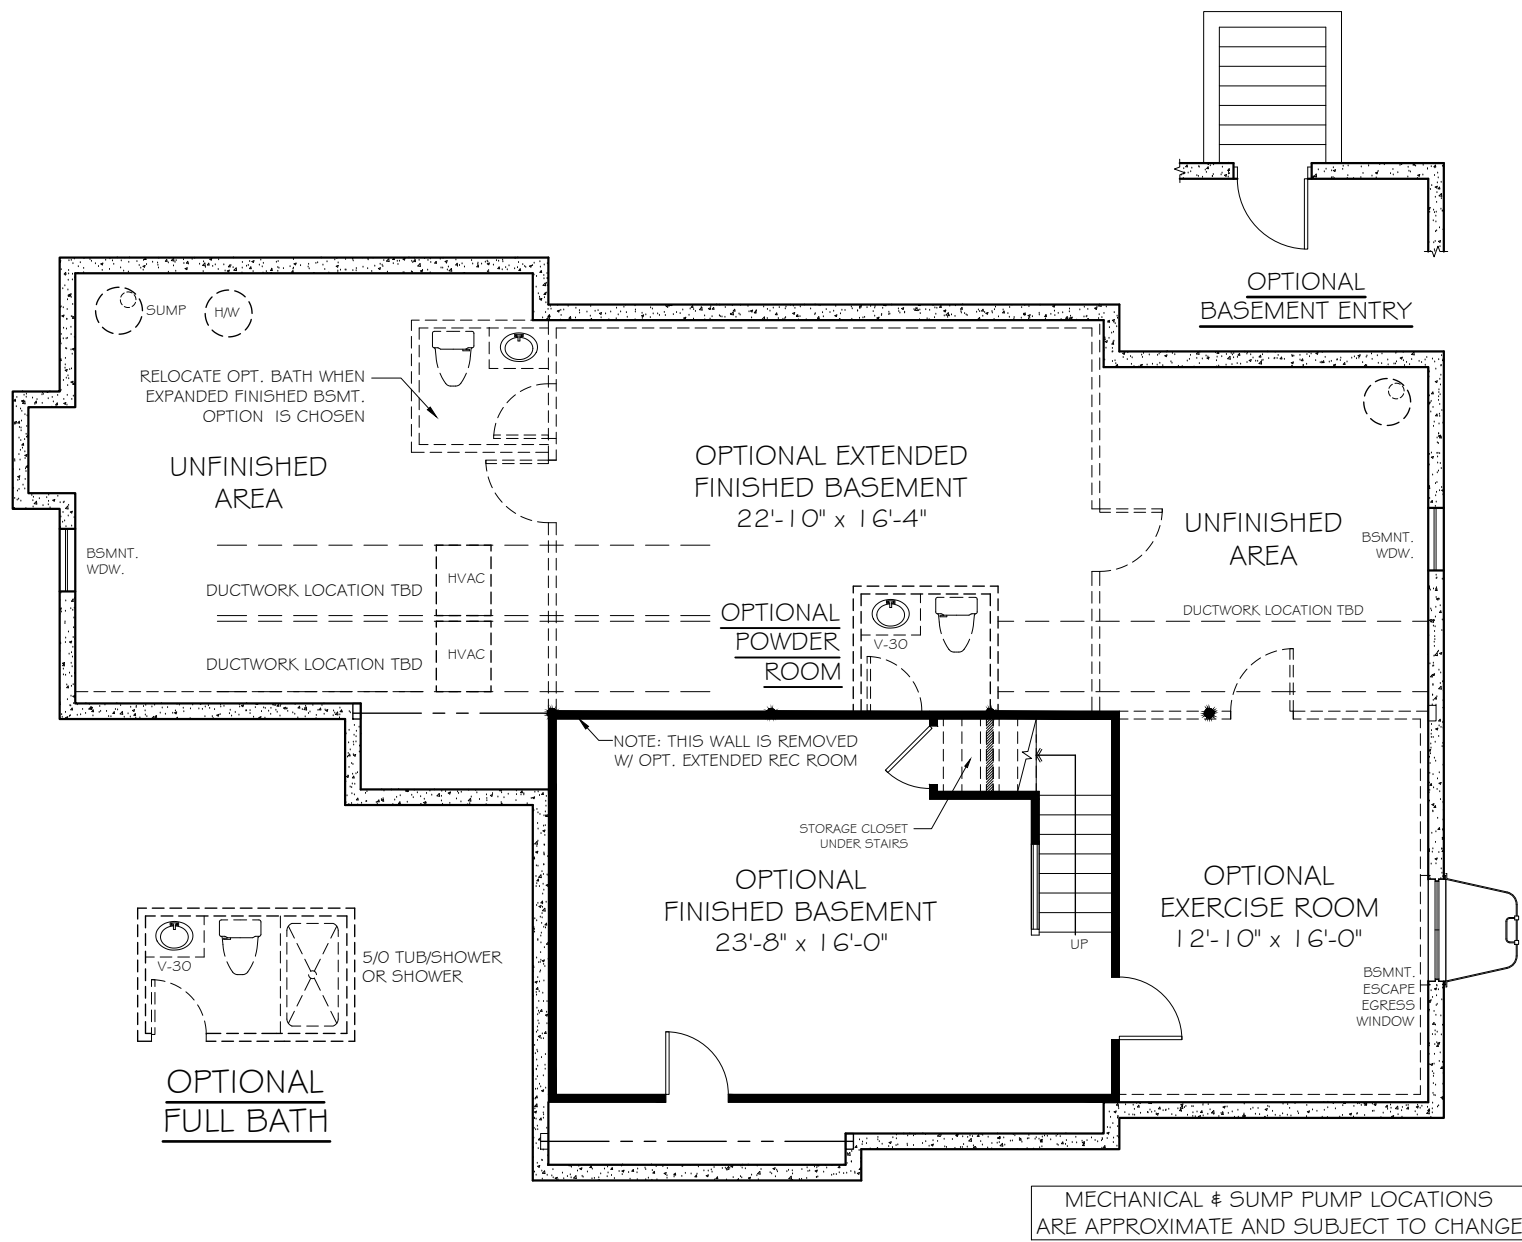 OPTIONAL
BASEMENT ENTRY
SUMP
H/W
RELOCATE OPT. BATH WHEN
EXPANDED FINISHED BSMT.
OPTION IS CHOSEN
UNFINISHED
AREA
OPTIONAL EXTENDED
FINISHED BASEMENT
22'-10" x 16'-4"
UNFINISHED
AREA
BSMNT.
WDW.
BSMNT.
WDW.
DUCTWORK LOCATION TBD
HVAC
DUCTWORK LOCATION TBD
HVAC
OPTIONAL
POWDER
ROOM
V-30
DUCTWORK LOCATION TBD
NOTE: THIS WALL IS REMOVED
W/ OPT. EXTENDED REC ROOM
STORAGE CLOSET
UNDER STAIRS
OPTIONAL
FINISHED BASEMENT
23'-8" x 16'-0"
UP
OPTIONAL
EXERCISE ROOM
12'-10" x 16'-0"
BSMNT.
ESCAPE
EGRESS
WINDOW
V-30
5/0 TUB/SHOWER
OR SHOWER
OPTIONAL
FULL BATH
MECHANICAL & SUMP PUMP LOCATIONS
ARE APPROXIMATE AND SUBJECT TO CHANGE